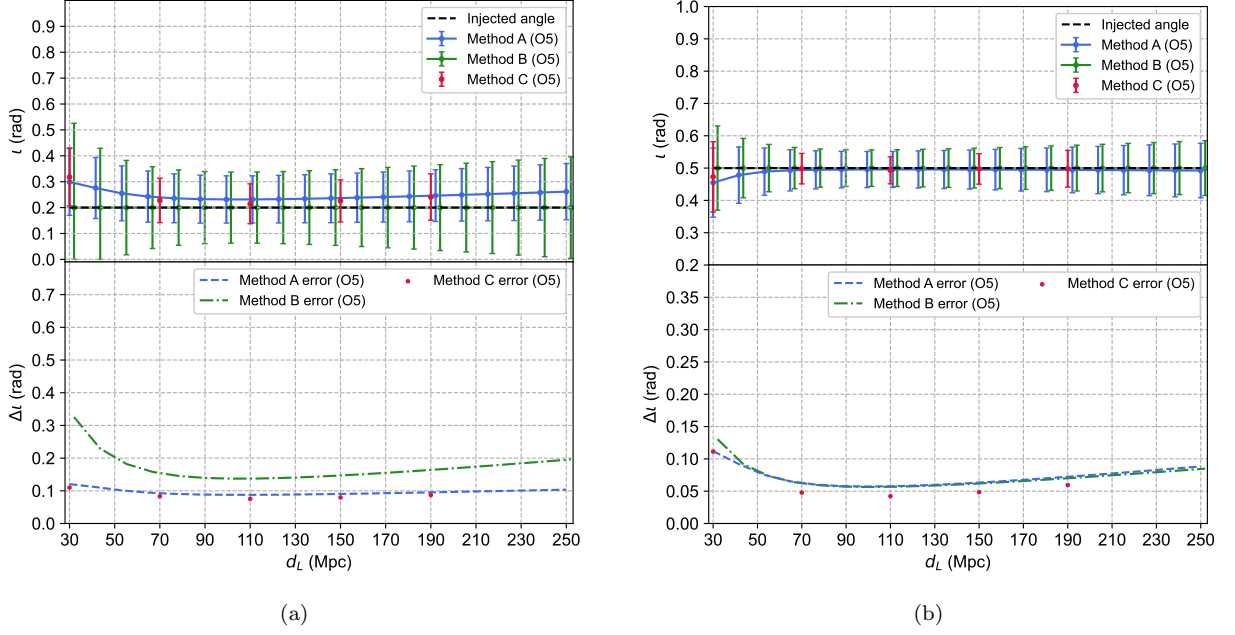 Injected angle
Method A (O5)
Method B (O5)
Method C (O5)
0.9
0.8
0.7
0.6
0.5
0.4
0.3
0.2
0.1
0.0
ι (rad)
Method A error (O5)
Method B error (O5)
Method C error (O5)
0.7
0.6
0.5
0.4
0.3
0.2
0.1
0.0
Δι (rad)
30 50 70 90 110 130 150 170 190 210 230 250
d_L (Mpc)
(a)
Injected angle
Method A (O5)
Method B (O5)
Method C (O5)
1.0
0.9
0.8
0.7
0.6
0.5
0.4
0.3
0.2
ι (rad)
Method A error (O5)
Method B error (O5)
Method C error (O5)
0.35
0.30
0.25
0.20
0.15
0.10
0.05
0.00
Δι (rad)
30 50 70 90 110 130 150 170 190 210 230 250
d_L (Mpc)
(b)